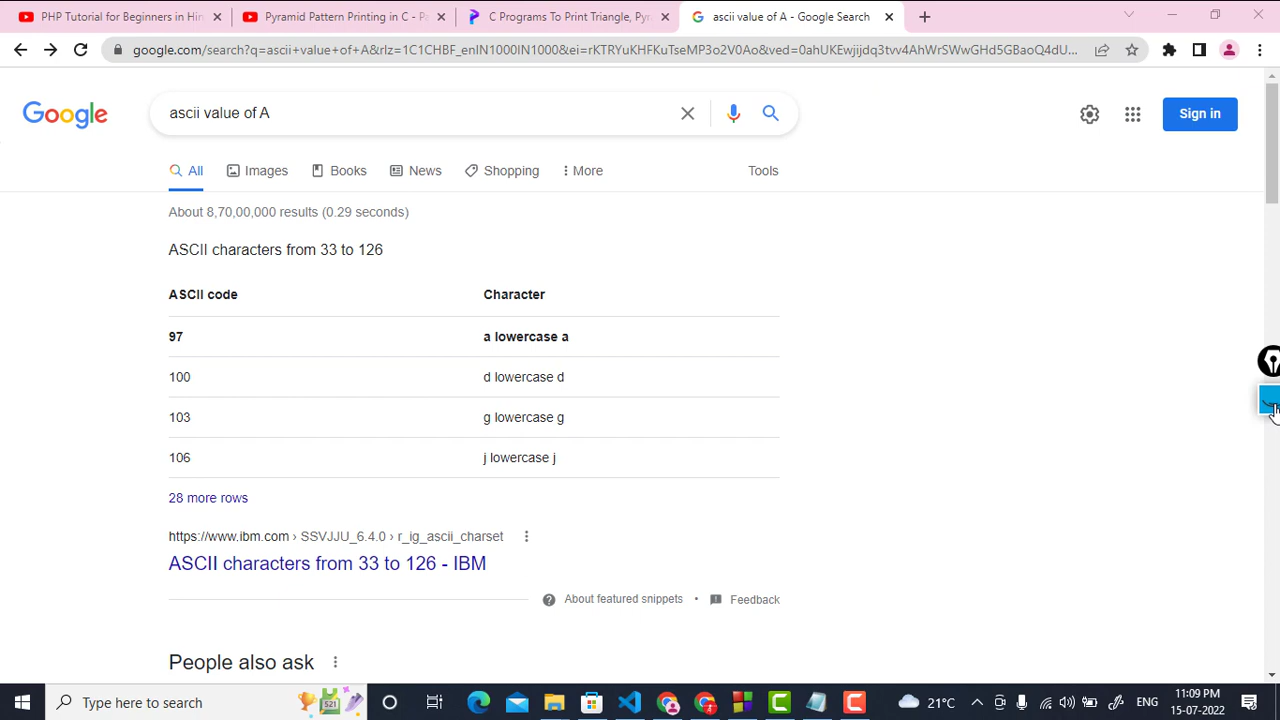 PHP Tutorial for Beginners in Hin
Pyramid Pattern Printing in C - Pa
C Programs To Print Triangle, Pyr
ascii value of A - Google Search
google.com/search?q=ascii+value+of+A&rlz=1C1CHBF_enIN1000IN1000&ei=rKTRYuKHFKuTseMP3o2V0Ao&ved=0ahUKEwjijdq3tvv4AhWrSWwGHd5GBaoQ4dU...
Google
ascii value of A
Sign in
All
Images
Books
News
Shopping
More
Tools
About 8,70,00,000 results (0.29 seconds)
ASCII characters from 33 to 126
ASCII code Character
97 a lowercase a
100 d lowercase d
103 g lowercase g
106 j lowercase j
28 more rows
https://www.ibm.com › SSVJJU_6.4.0 › r_ig_ascii_charset
ASCII characters from 33 to 126 - IBM
About featured snippets • Feedback
People also ask
Type here to search
521
21°C
ENG
11:09 PM
15-07-2022